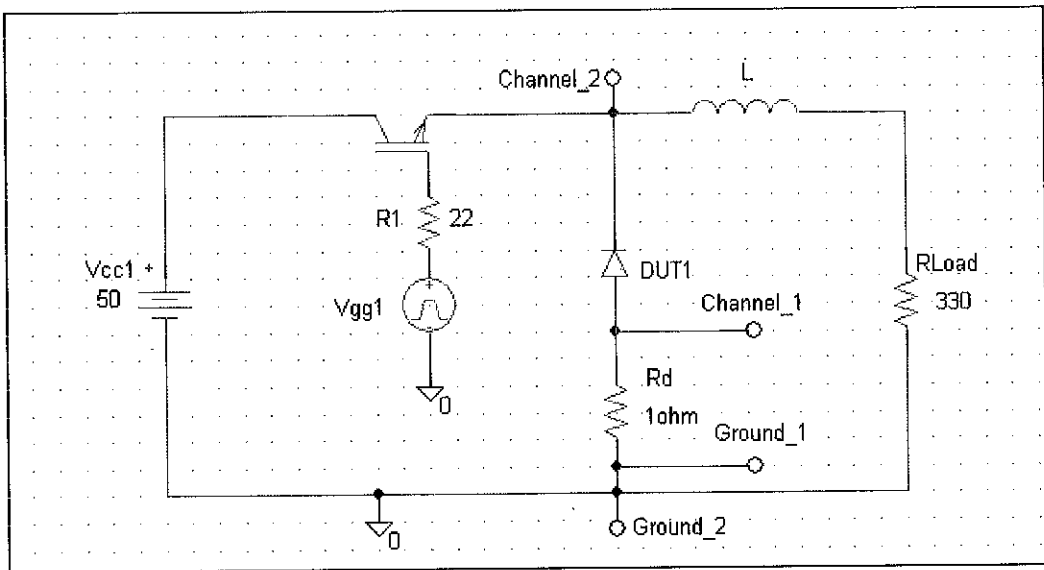 Channel_2
L
R1 22
Vcc1 +
50
Vgg1
+
-
DUT1
Channel_1
RLoad
330
Rd
1ohm
Ground_1
0
0
Ground_2